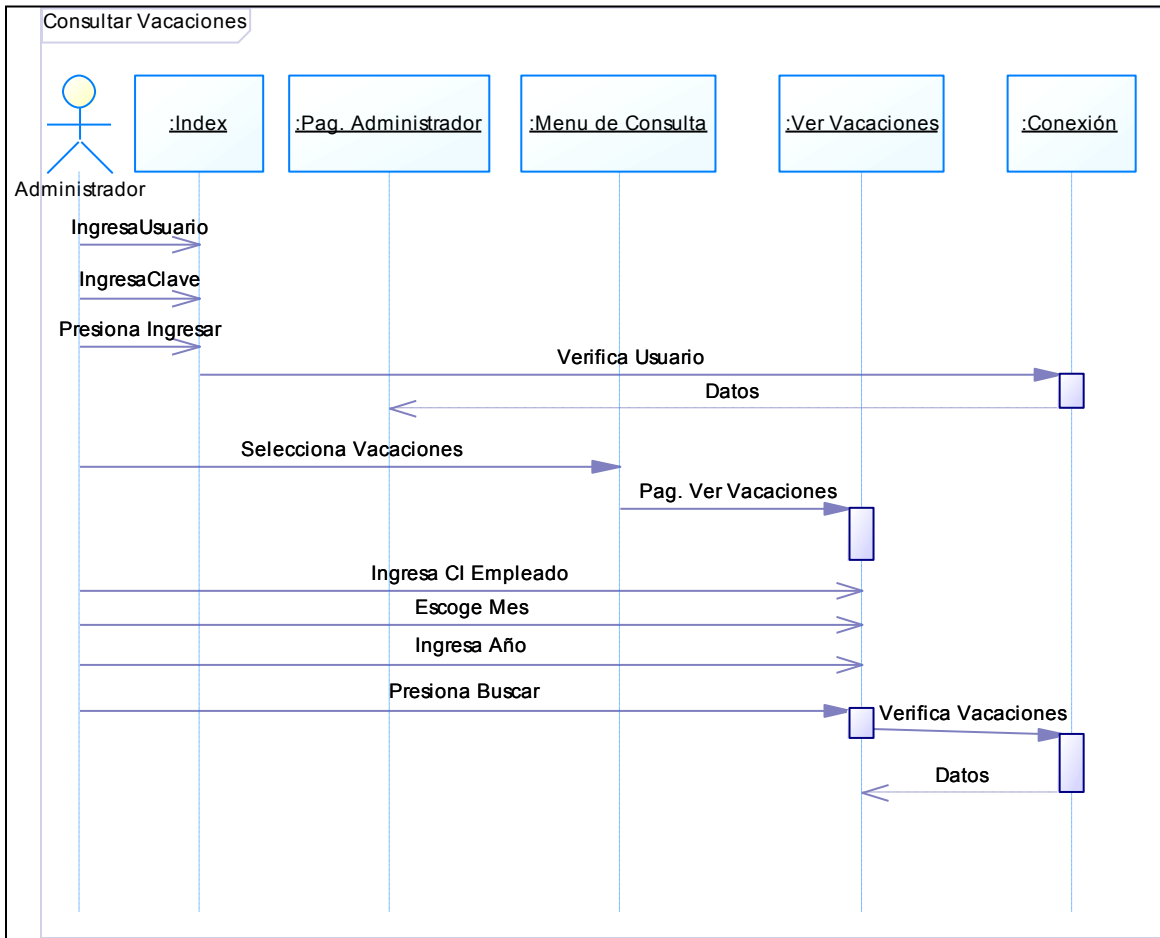 Consultar Vacaciones
:Index
:Pag. Administrador
:Menu de Consulta
:Ver Vacaciones
:Conexión
Administrador
IngresaUsuario
IngresaClave
Presiona Ingresar
Verifica Usuario
Datos
Selecciona Vacaciones
Pag. Ver Vacaciones
Ingresa CI Empleado
Escoge Mes
Ingresa Año
Presiona Buscar
Verifica Vacaciones
Datos